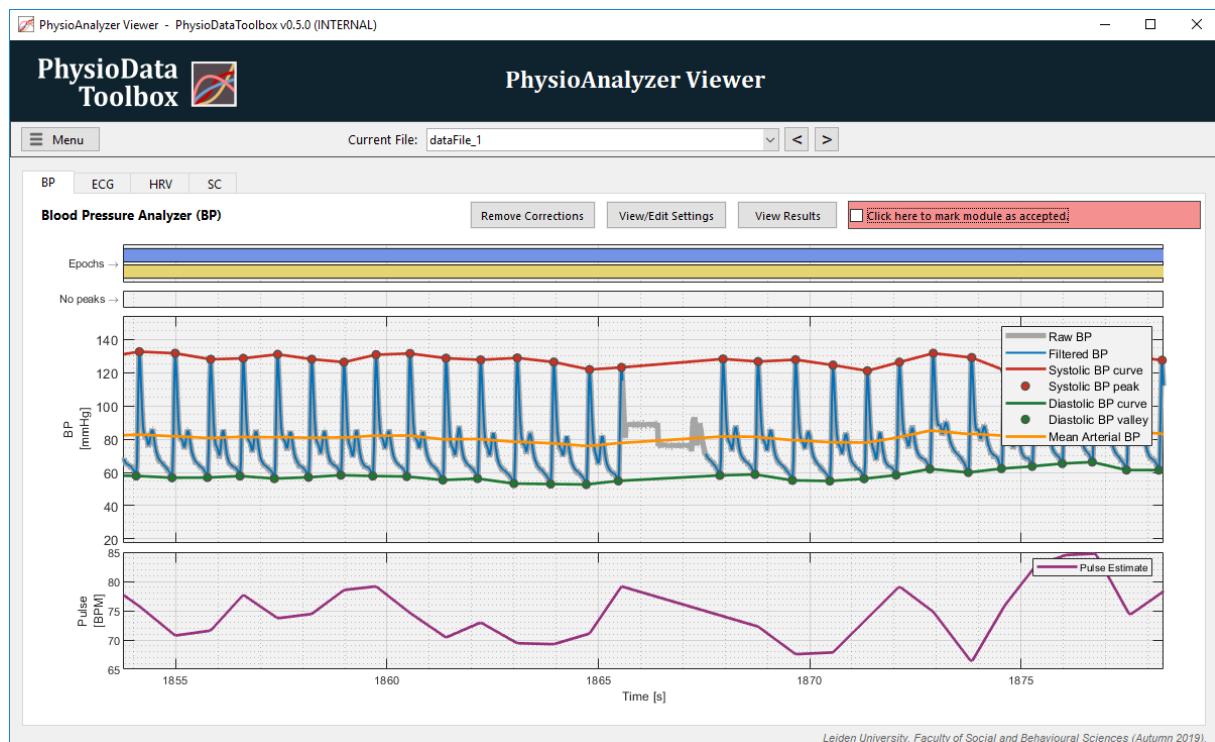 PhysioAnalyzer Viewer - PhysioDataToolbox v0.5.0 (INTERNAL)
PhysioData
Toolbox
PhysioAnalyzer Viewer
Menu
Current File: dataFile_1
< >
BP ECG HRV SC
Blood Pressure Analyzer (BP)
Remove Corrections View/Edit Settings View Results Click here to mark module as accepted.
Epochs →
No peaks →
140
120
100
80
60
40
20
BP
[mmHg]
Raw BP
Filtered BP
Systolic BP curve
Systolic BP peak
Diastolic BP curve
Diastolic BP valley
Mean Arterial BP
85
80
75
70
65
Pulse
[BPM]
Pulse Estimate
1855 1860 1865 1870 1875
Time [s]
Leiden University, Faculty of Social and Behavioural Sciences (Autumn 2019).